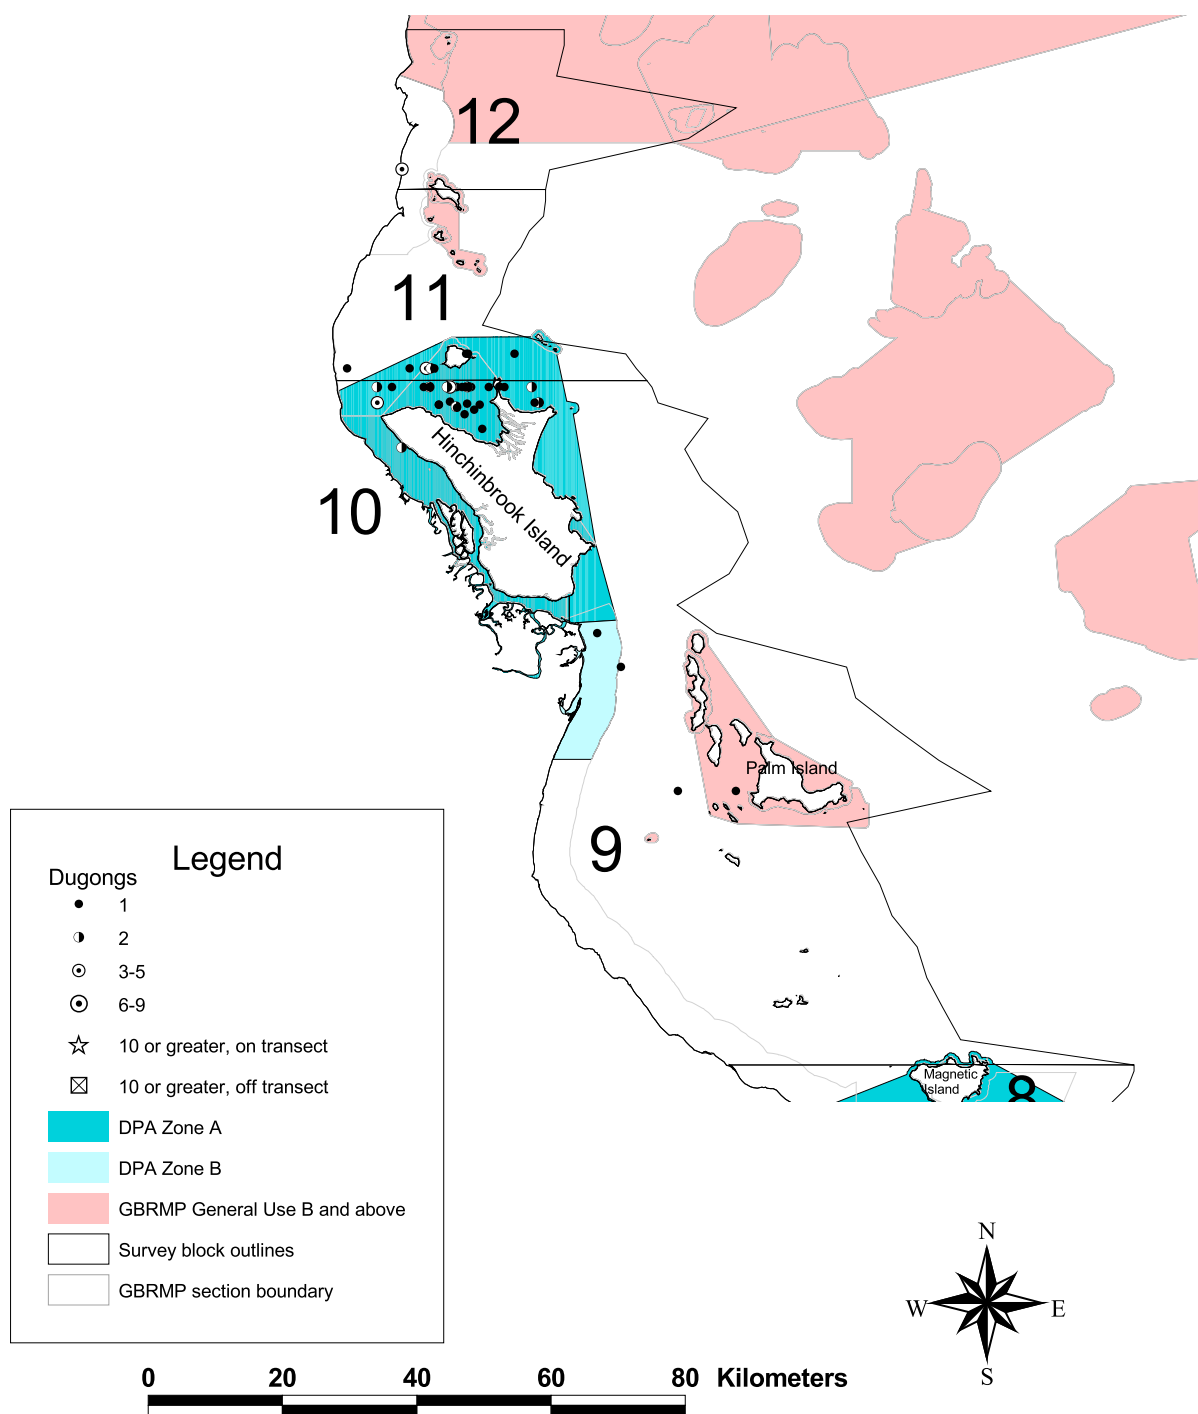 12
11
10
Hinchinbrook Island
Palm Island
9
Magnetic
Island
8
Legend
Dugongs
1
2
3-5
6-9
10 or greater, on transect
10 or greater, off transect
DPA Zone A
DPA Zone B
GBRMP General Use B and above
Survey block outlines
GBRMP section boundary
N
W E
S
0 20 40 60 80 Kilometers